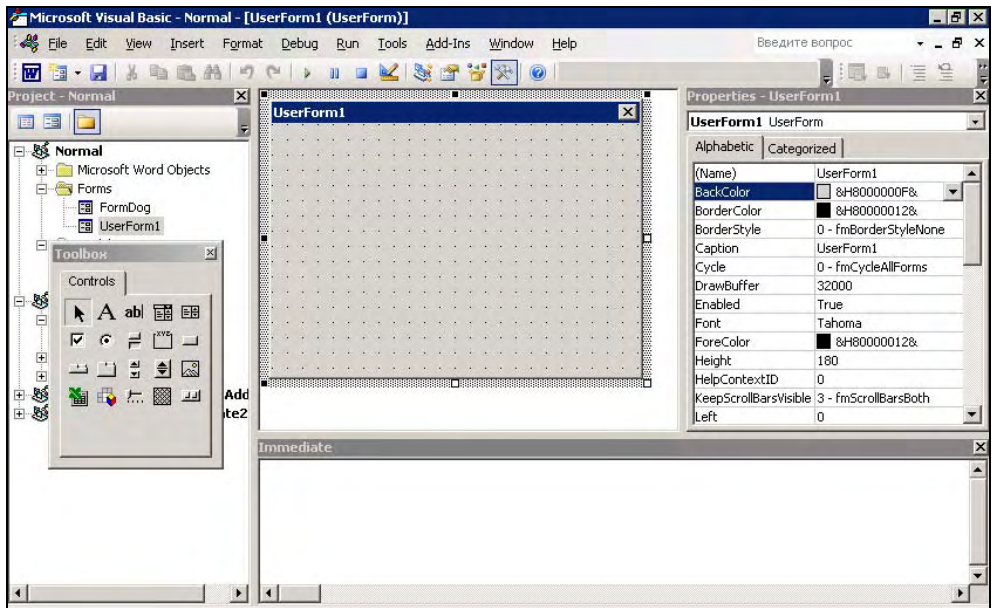 Microsoft Visual Basic - Normal - [UserForm1 (UserForm)]
File Edit View Insert Format Debug Run Tools Add-Ins Window Help Введите вопрос
Project - Normal
Normal
Microsoft Word Objects
Forms
FormDog
UserForm1
Toolbox
Controls
A abl
XYZ
Add
te2
UserForm1
Properties - UserForm1
UserForm1 UserForm
Alphabetic Categorized
(Name) UserForm1
BackColor &H8000000F&
BorderColor &H80000012&
BorderStyle 0 - fmBorderStyleNone
Caption UserForm1
Cycle 0 - fmCycleAllForms
DrawBuffer 32000
Enabled True
Font Tahoma
ForeColor &H80000012&
Height 180
HelpContextID 0
KeepScrollBarsVisible 3 - fmScrollBarsBoth
Left 0
Immediate